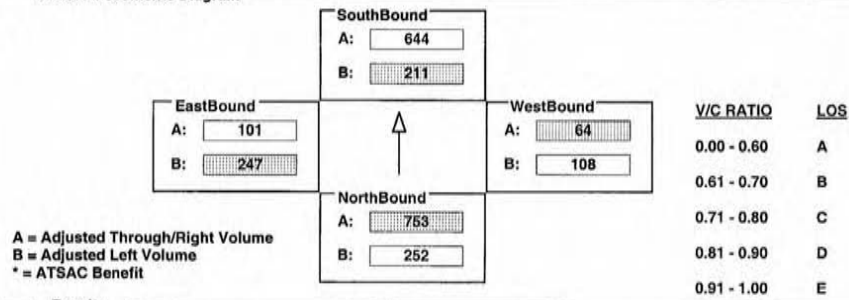 SouthBound
A: 644
B: 211
EastBound
A: 101
B: 247
WestBound
A: 64
B: 108
NorthBound
A: 753
B: 252
A = Adjusted Through/Right Volume
B = Adjusted Left Volume
* = ATSAC Benefit
V/C RATIO LOS
0.00 - 0.60 A
0.61 - 0.70 B
0.71 - 0.80 C
0.81 - 0.90 D
0.91 - 1.00 E